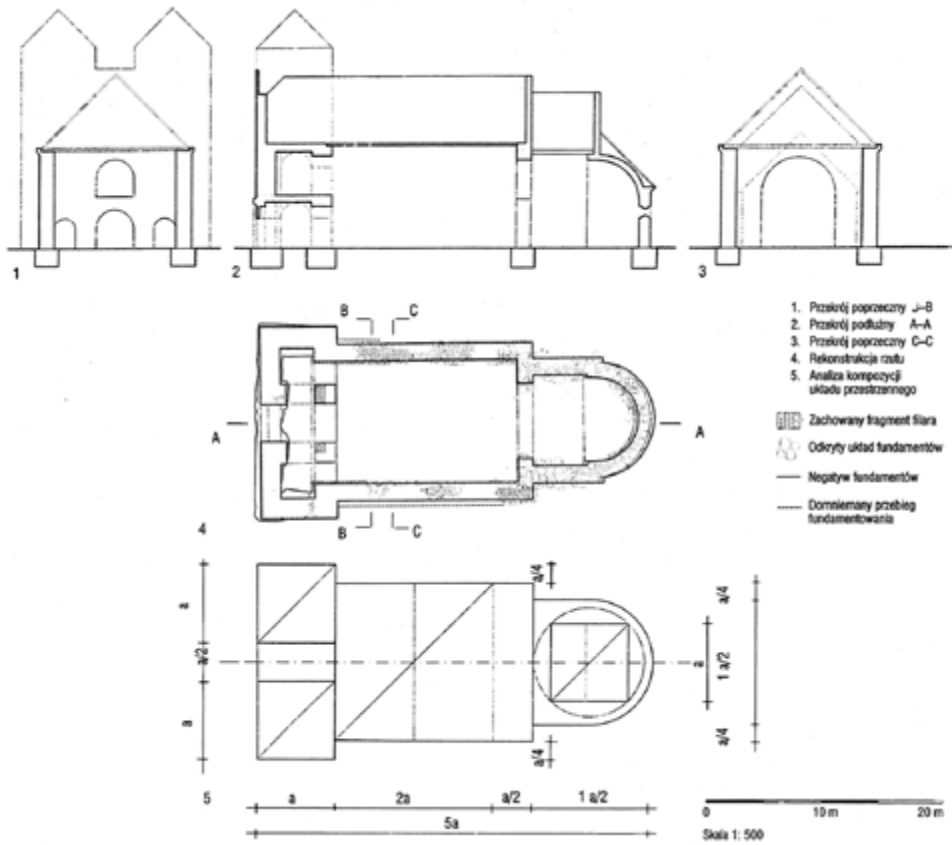 1
2
3
1. Przekrój poprzeczny J–B
2. Przekrój podłużny A–A
3. Przekrój poprzeczny C–C
4. Rekonstrukcja rzutu
5. Analiza kompozycji
układu przestrzennego
Zachowany fragment filara
Odkryty układ fundamentów
Negatyw fundamentów
Domniemany przebieg
fundamentowania
B C
A A
B C
4
a
a/2
a
a/4
a/4
a
1 a/2
a/4
a/4
5
a 2a a/2 1 a/2
5a
0 10 m 20 m
Skala 1: 500